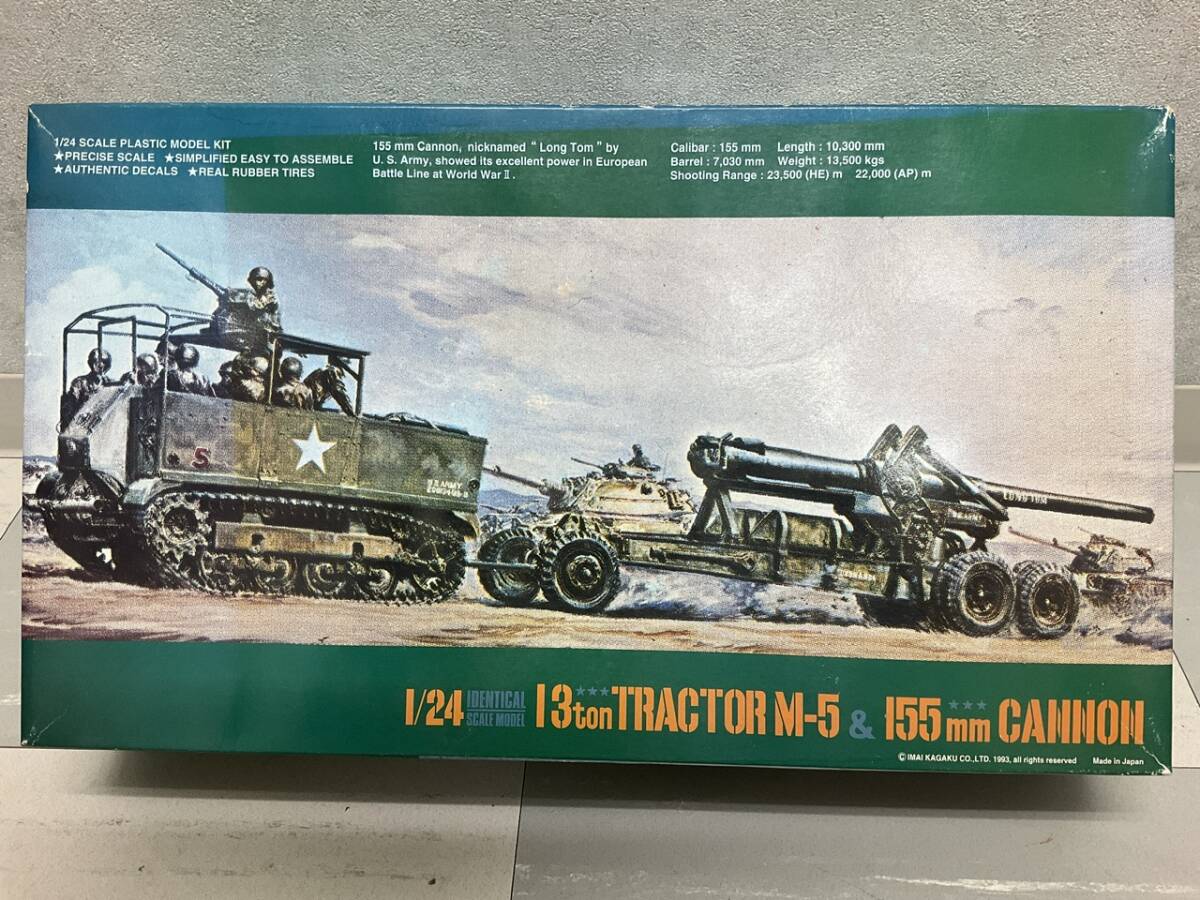 1/24 SCALE PLASTIC MODEL KIT
★PRECISE SCALE ★SIMPLIFIED EASY TO ASSEMBLE
★AUTHENTIC DECALS ★REAL RUBBER TIRES
155 mm Cannon, nicknamed "Long Tom" by
U. S. Army, showed its excellent power in European
Battle Line at World War Ⅱ.
Calibar : 155 mm Length : 10,300 mm
Barrel : 7,030 mm Weight : 13,500 kgs
Shooting Range : 23,500 (HE) m 22,000 (AP) m
5
U.S. ARMY
LONG TOM
U.S. ARMY
1/24 IDENTICAL SCALE MODEL 13ton TRACTOR M-5 & 155mm CANNON
© IMAI KAGAKU CO., LTD. 1993, all rights reserved Made in Japan